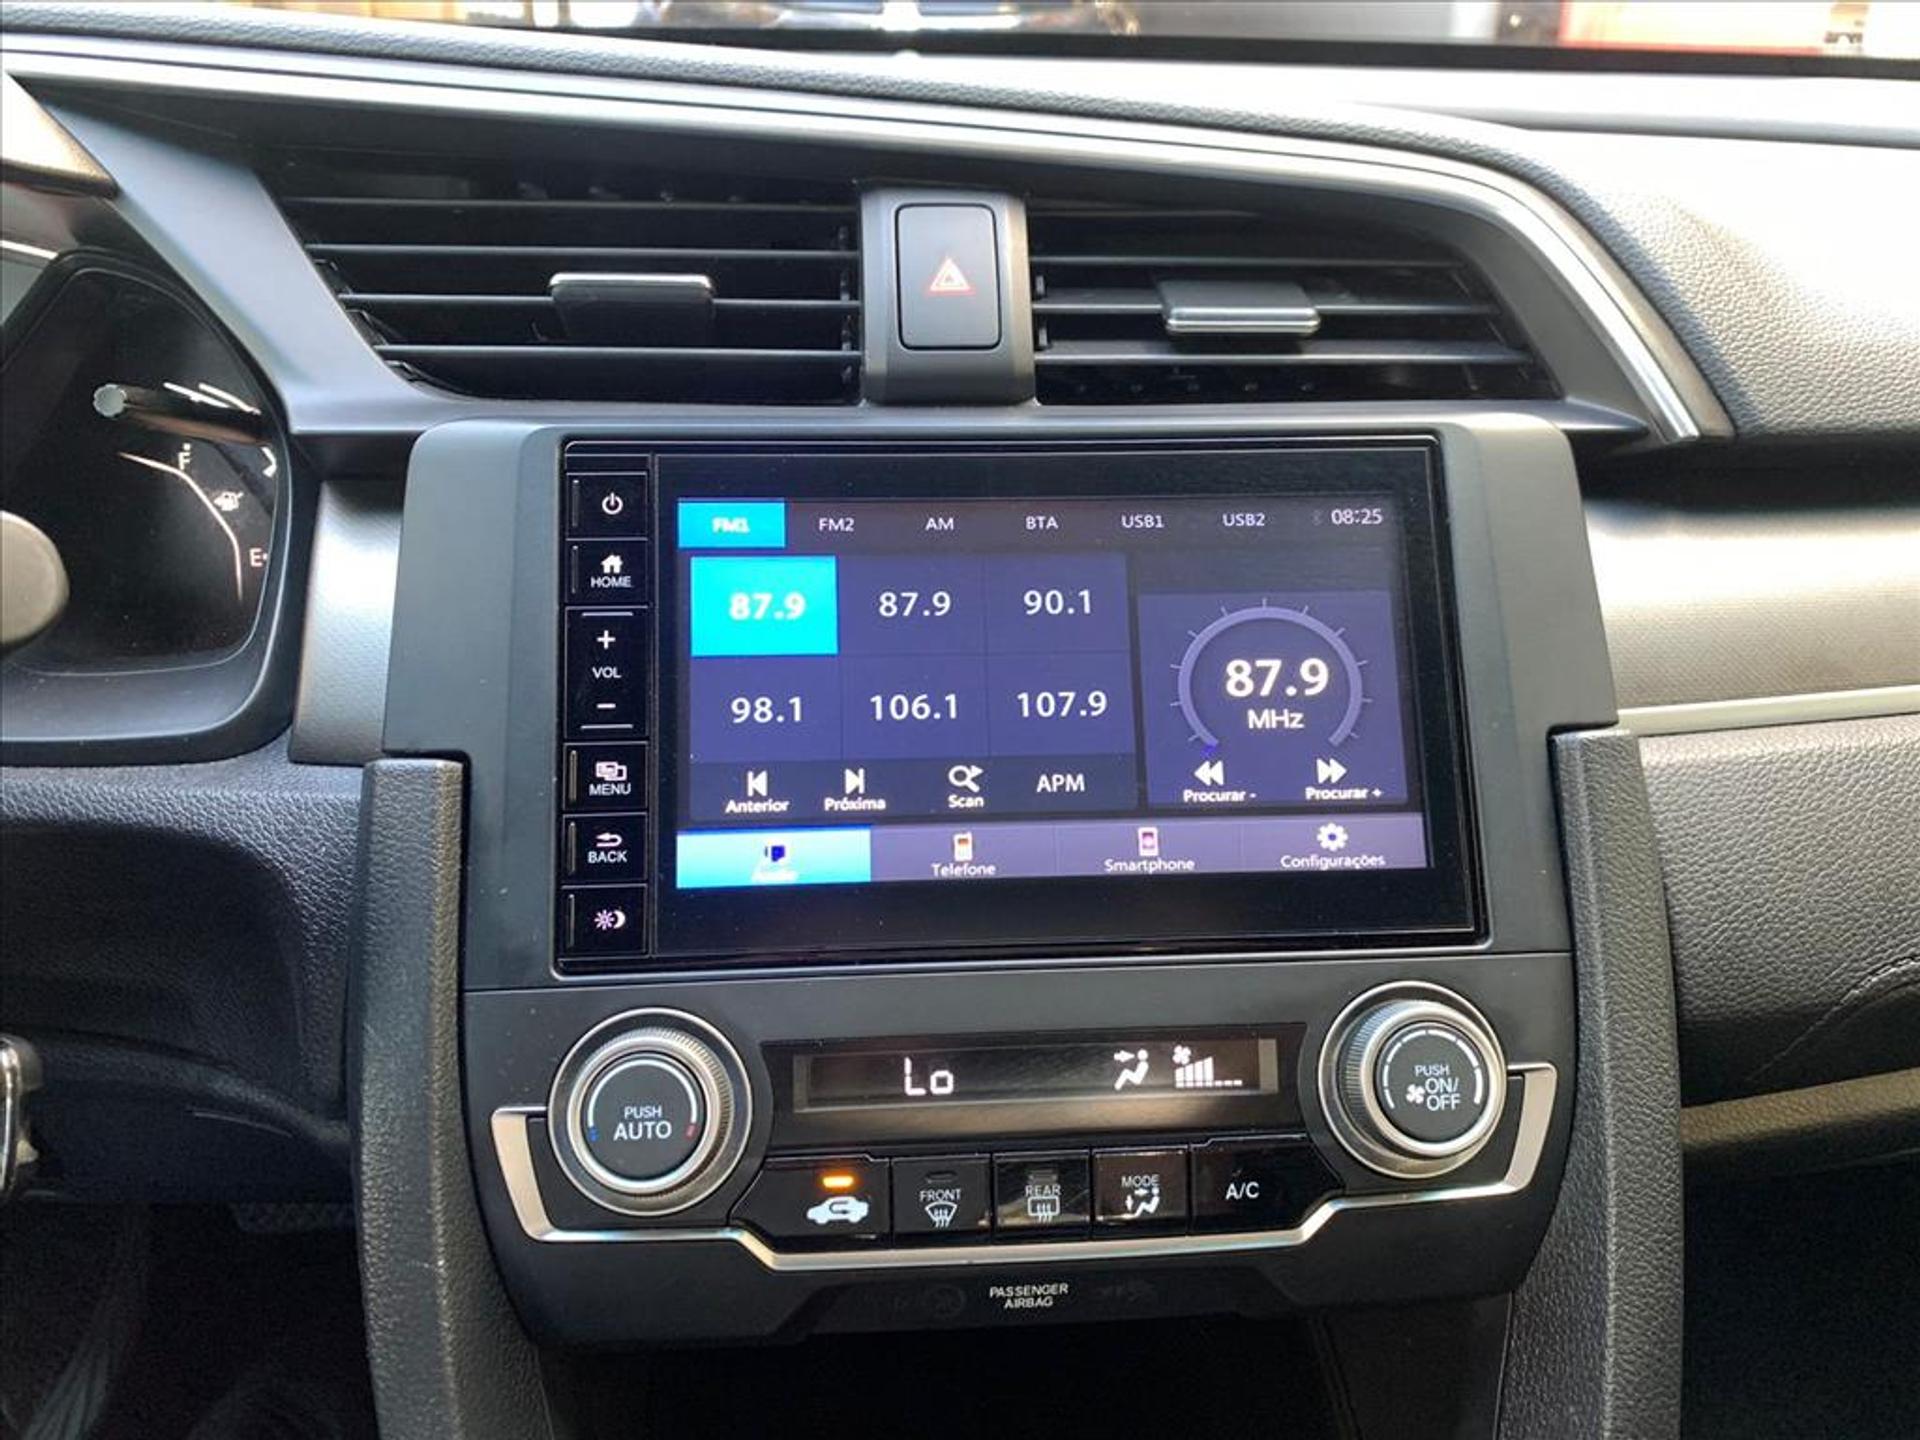 F
E
HOME
VOL
MENU
BACK
FM1 FM2 AM BTA USB1 USB2 08:25
87.9 87.9 90.1
98.1 106.1 107.9
87.9
MHz
Anterior Próxima Scan APM
Procurar - Procurar +
Audio Telefone Smartphone Configurações
Lo
PUSH
AUTO
PUSH
ON/
OFF
FRONT
REAR
MODE
A/C
PASSENGER
AIRBAG